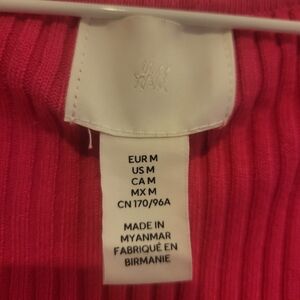 EUR M
US M
CA M
MX M
CN 170/96A
MADE IN
MYANMAR
FABRIQUÉ EN
BIRMANIE